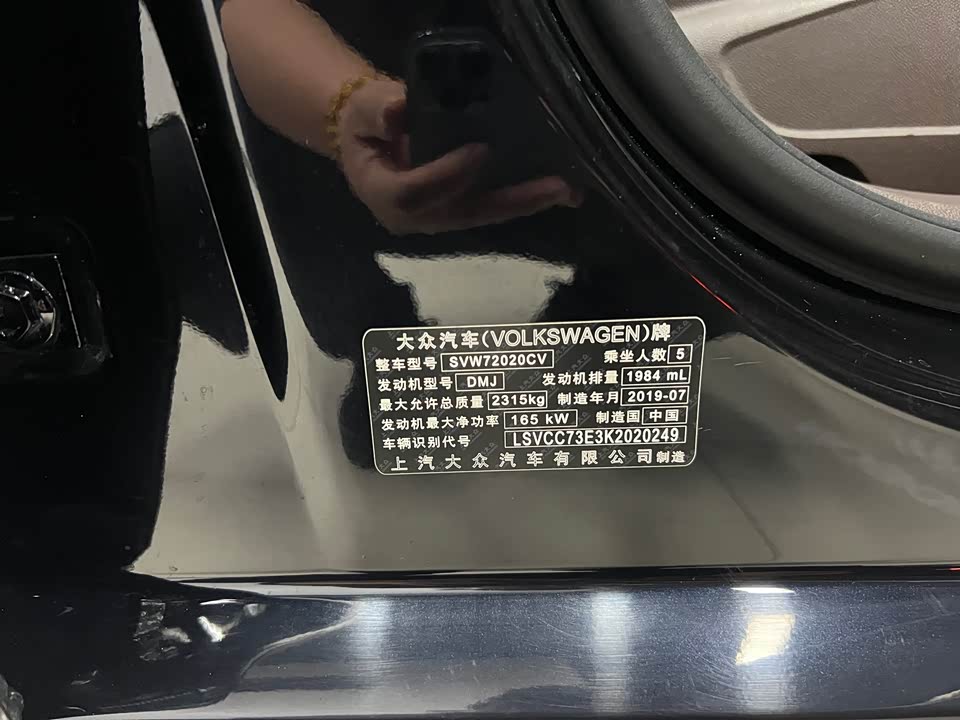 大众汽车(VOLKSWAGEN)牌
整车型号 SVW72020CV 乘坐人数 5
发动机型号 DMJ 发动机排量 1984 mL
最大允许总质量 2315kg 制造年月 2019-07
发动机最大净功率 165 kW 制造国 中国
车辆识别代号 LSVCC73E3K2020249
上汽大众汽车有限公司制造